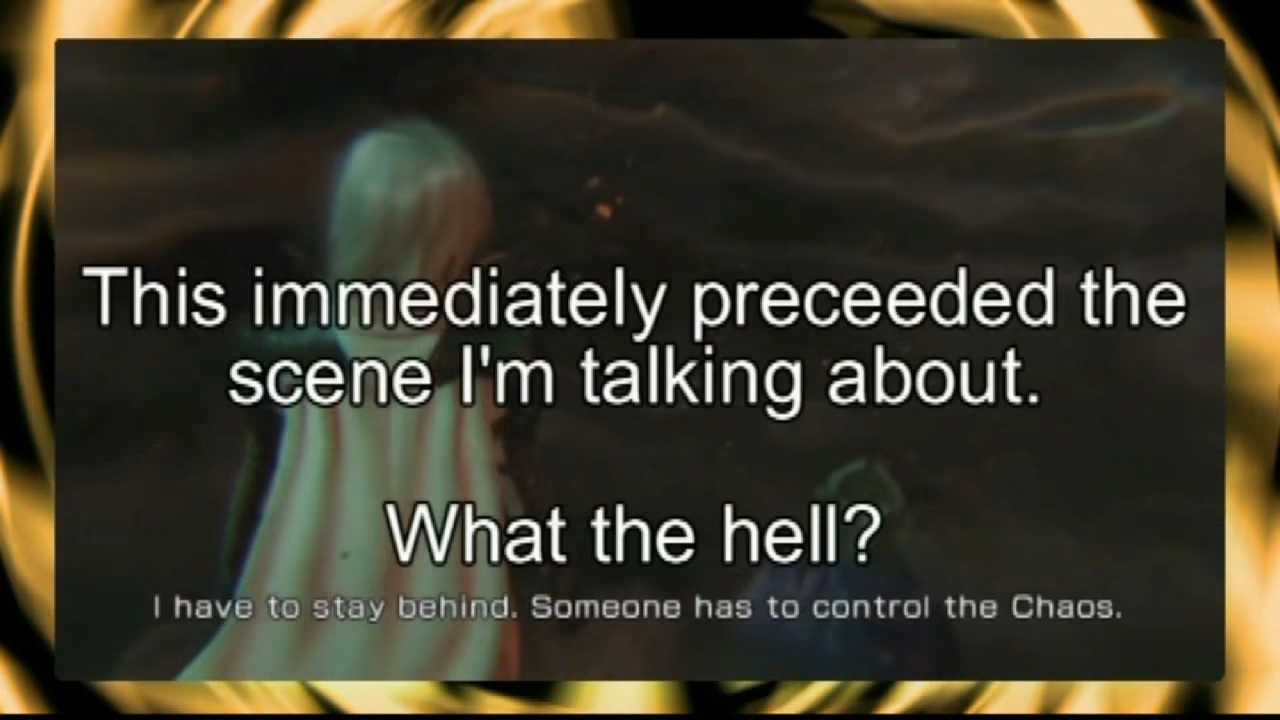 This immediately preceeded the
scene I'm talking about.
What the hell?
I have to stay behind. Someone has to control the Chaos.